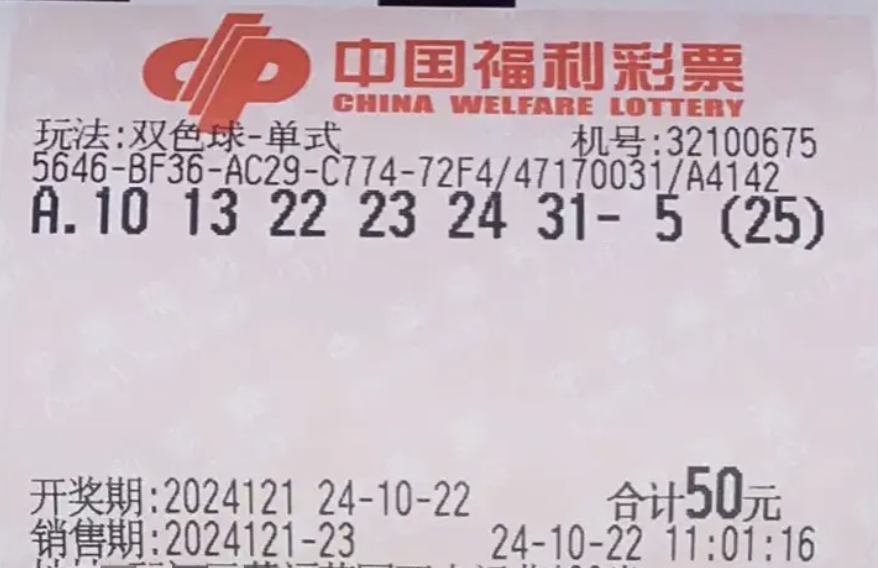 中国福利彩票
CHINA WELFARE LOTTERY
玩法:双色球-单式 机号:32100675
5646-BF36-AC29-C774-72F4/47170031/A4142
A.10 13 22 23 24 31- 5 (25)
开奖期:2024121 24-10-22 合计50元
销售期:2024121-23 24-10-22 11:01:16